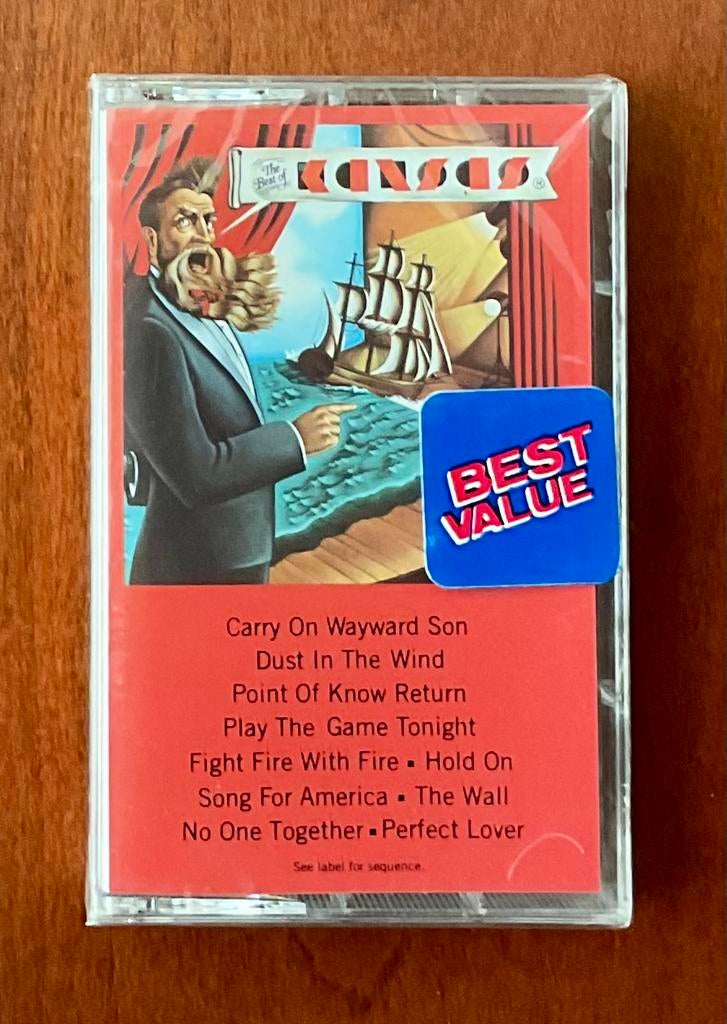 The
Best of
KANSAS
®
BEST
VALUE
Carry On Wayward Son
Dust In The Wind
Point Of Know Return
Play The Game Tonight
Fight Fire With Fire ▪ Hold On
Song For America ▪ The Wall
No One Together ▪ Perfect Lover
See label for sequence.